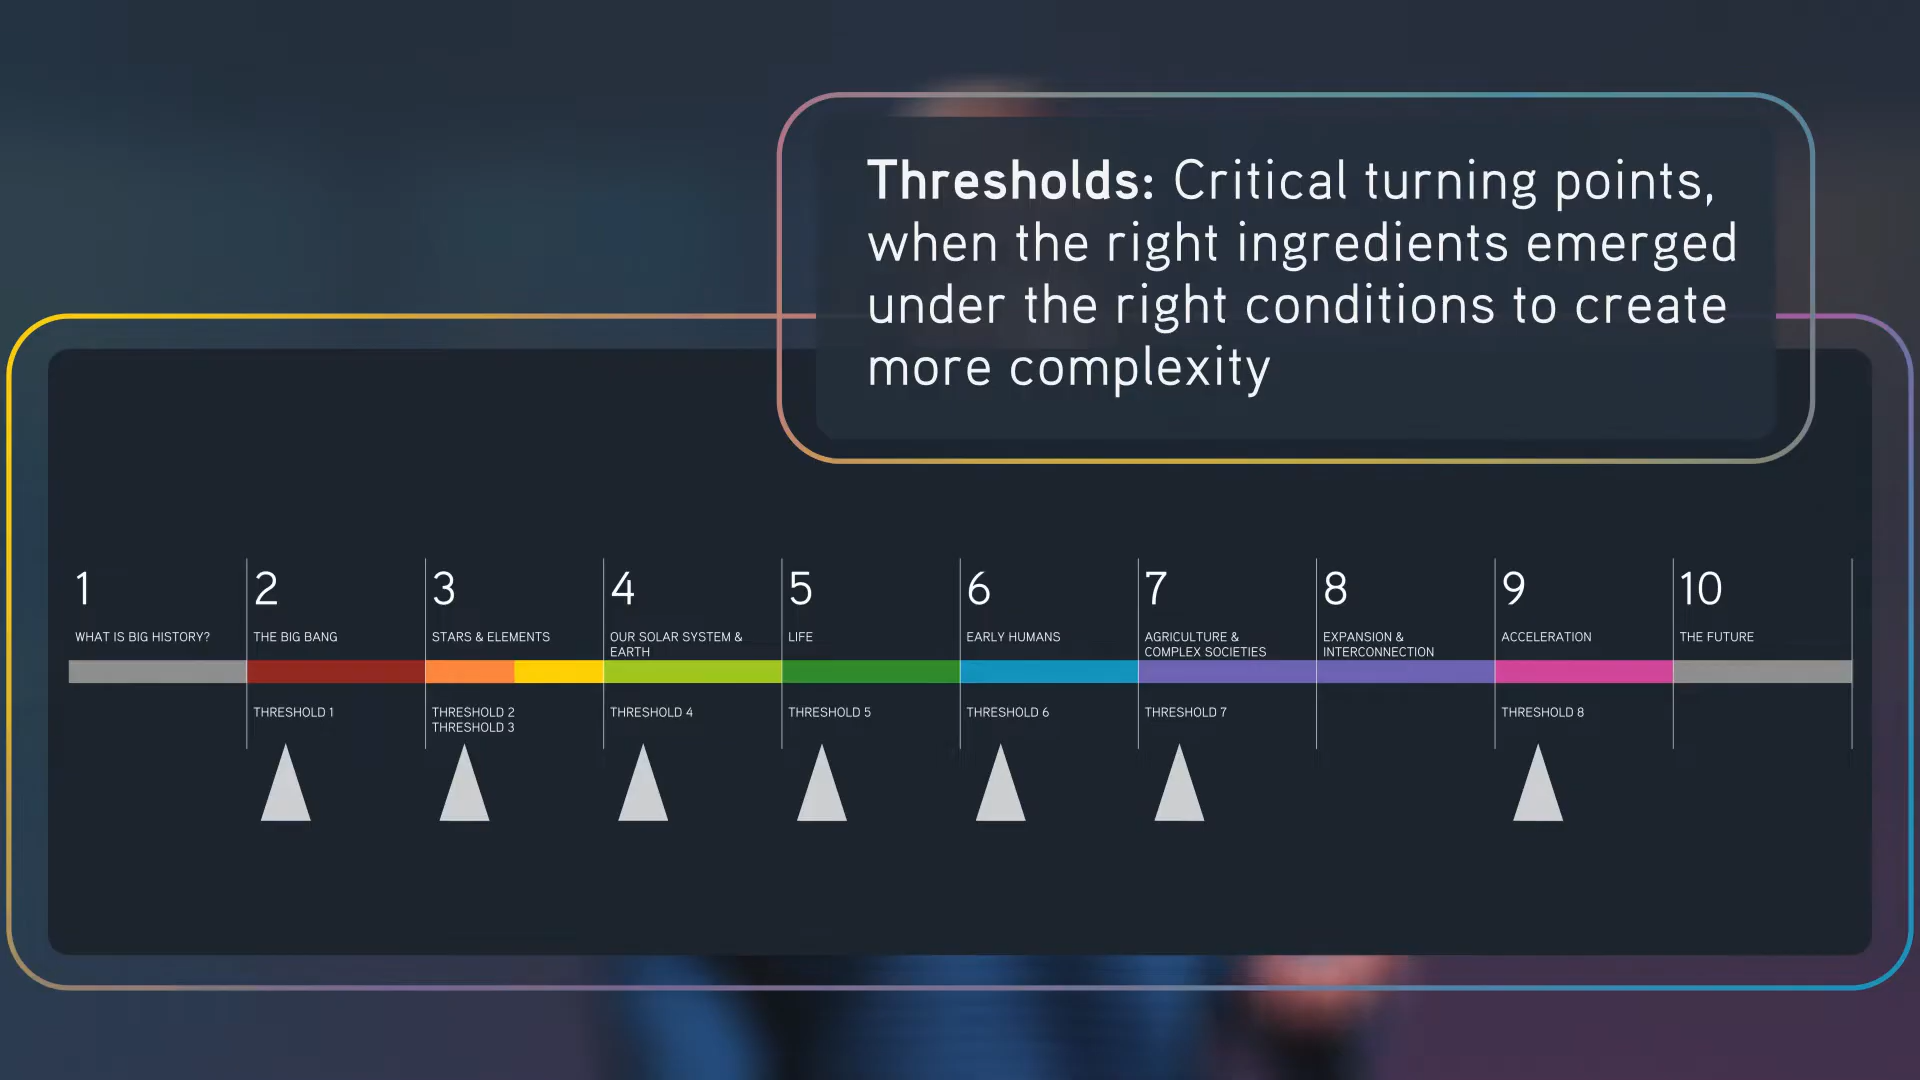 Thresholds: Critical turning points,
when the right ingredients emerged
under the right conditions to create
more complexity
1
WHAT IS BIG HISTORY?
2
THE BIG BANG
THRESHOLD 1
3
STARS & ELEMENTS
THRESHOLD 2
THRESHOLD 3
4
OUR SOLAR SYSTEM &
EARTH
THRESHOLD 4
5
LIFE
THRESHOLD 5
6
EARLY HUMANS
THRESHOLD 6
7
AGRICULTURE &
COMPLEX SOCIETIES
THRESHOLD 7
8
EXPANSION &
INTERCONNECTION
9
ACCELERATION
THRESHOLD 8
10
THE FUTURE